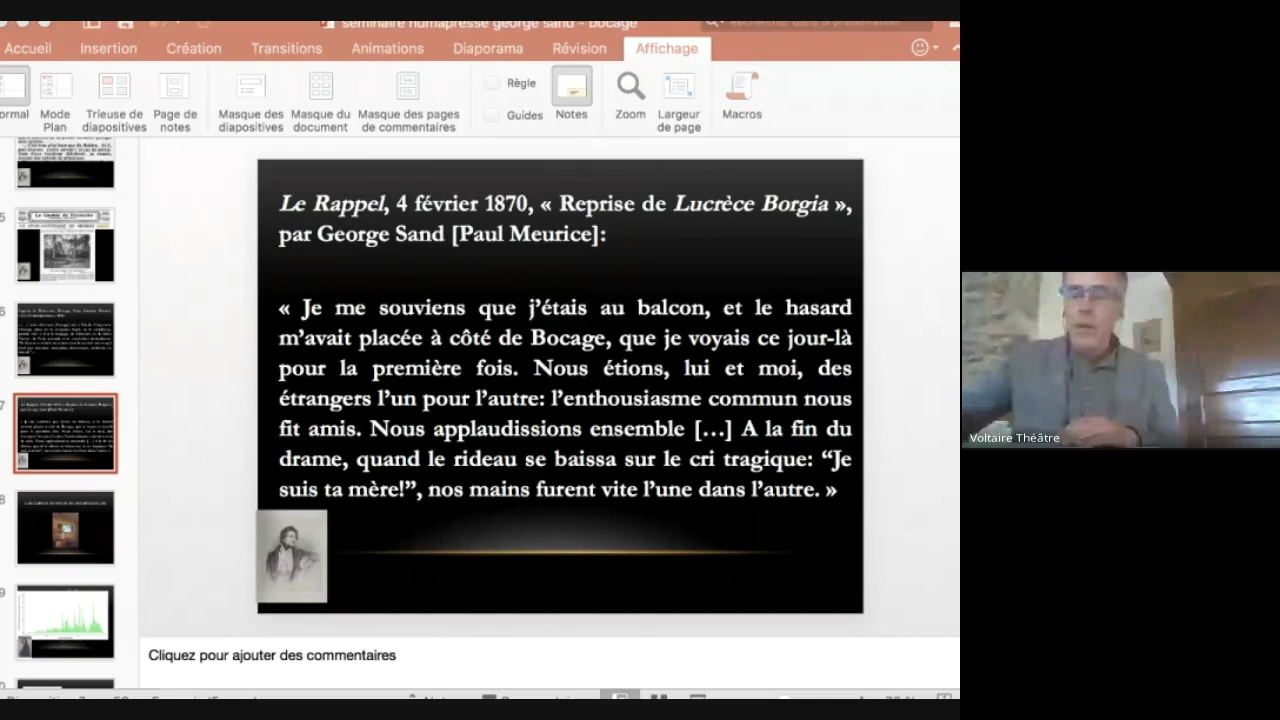 séminaire humapresse george sand - bocage
Accueil Insertion Création Transitions Animations Diaporama Révision Affichage
Mode Plan
Trieuse de diapositives
Page de notes
Masque des diapositives
Masque du document
Masque des pages de commentaires
Règle
Guides
Notes
Zoom
Largeur de page
Macros
Le Rappel, 4 février 1870, « Reprise de Lucrèce Borgia »,
par George Sand [Paul Meurice]:
« Je me souviens que j’étais au balcon, et le hasard
m’avait placée à côté de Bocage, que je voyais ce jour-là
pour la première fois. Nous étions, lui et moi, des
étrangers l’un pour l’autre: l’enthousiasme commun nous
fit amis. Nous applaudissions ensemble […] A la fin du
drame, quand le rideau se baissa sur le cri tragique: “Je
suis ta mère!”, nos mains furent vite l’une dans l’autre. »
Cliquez pour ajouter des commentaires
Voltaire Théâtre